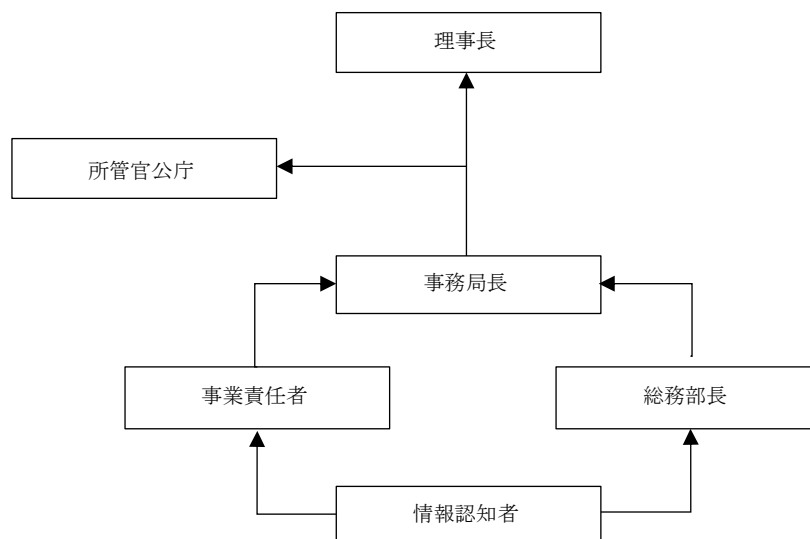 理事長
所管官公庁
事務局長
事業責任者
総務部長
情報認知者